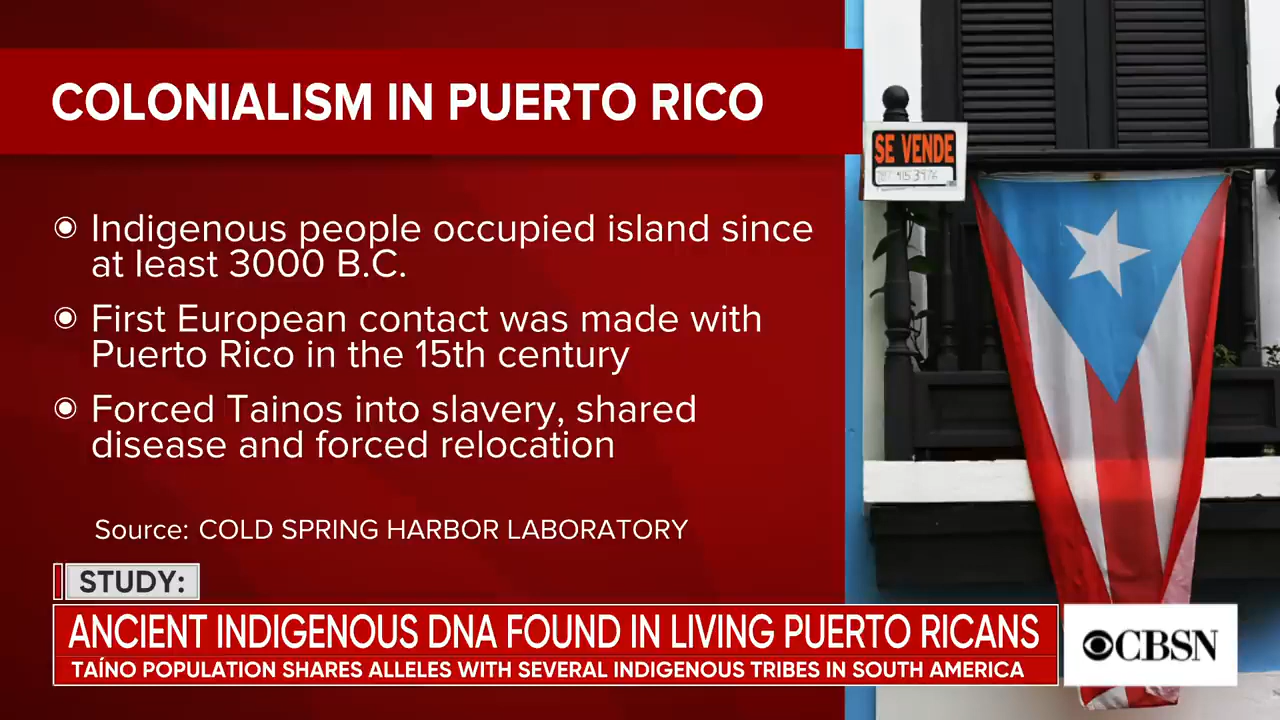 COLONIALISM IN PUERTO RICO
Indigenous people occupied island since
at least 3000 B.C.
First European contact was made with
Puerto Rico in the 15th century
Forced Tainos into slavery, shared
disease and forced relocation
Source: COLD SPRING HARBOR LABORATORY
SE VENDE
STUDY:
ANCIENT INDIGENOUS DNA FOUND IN LIVING PUERTO RICANS
TAÍNO POPULATION SHARES ALLELES WITH SEVERAL INDIGENOUS TRIBES IN SOUTH AMERICA
CBSN